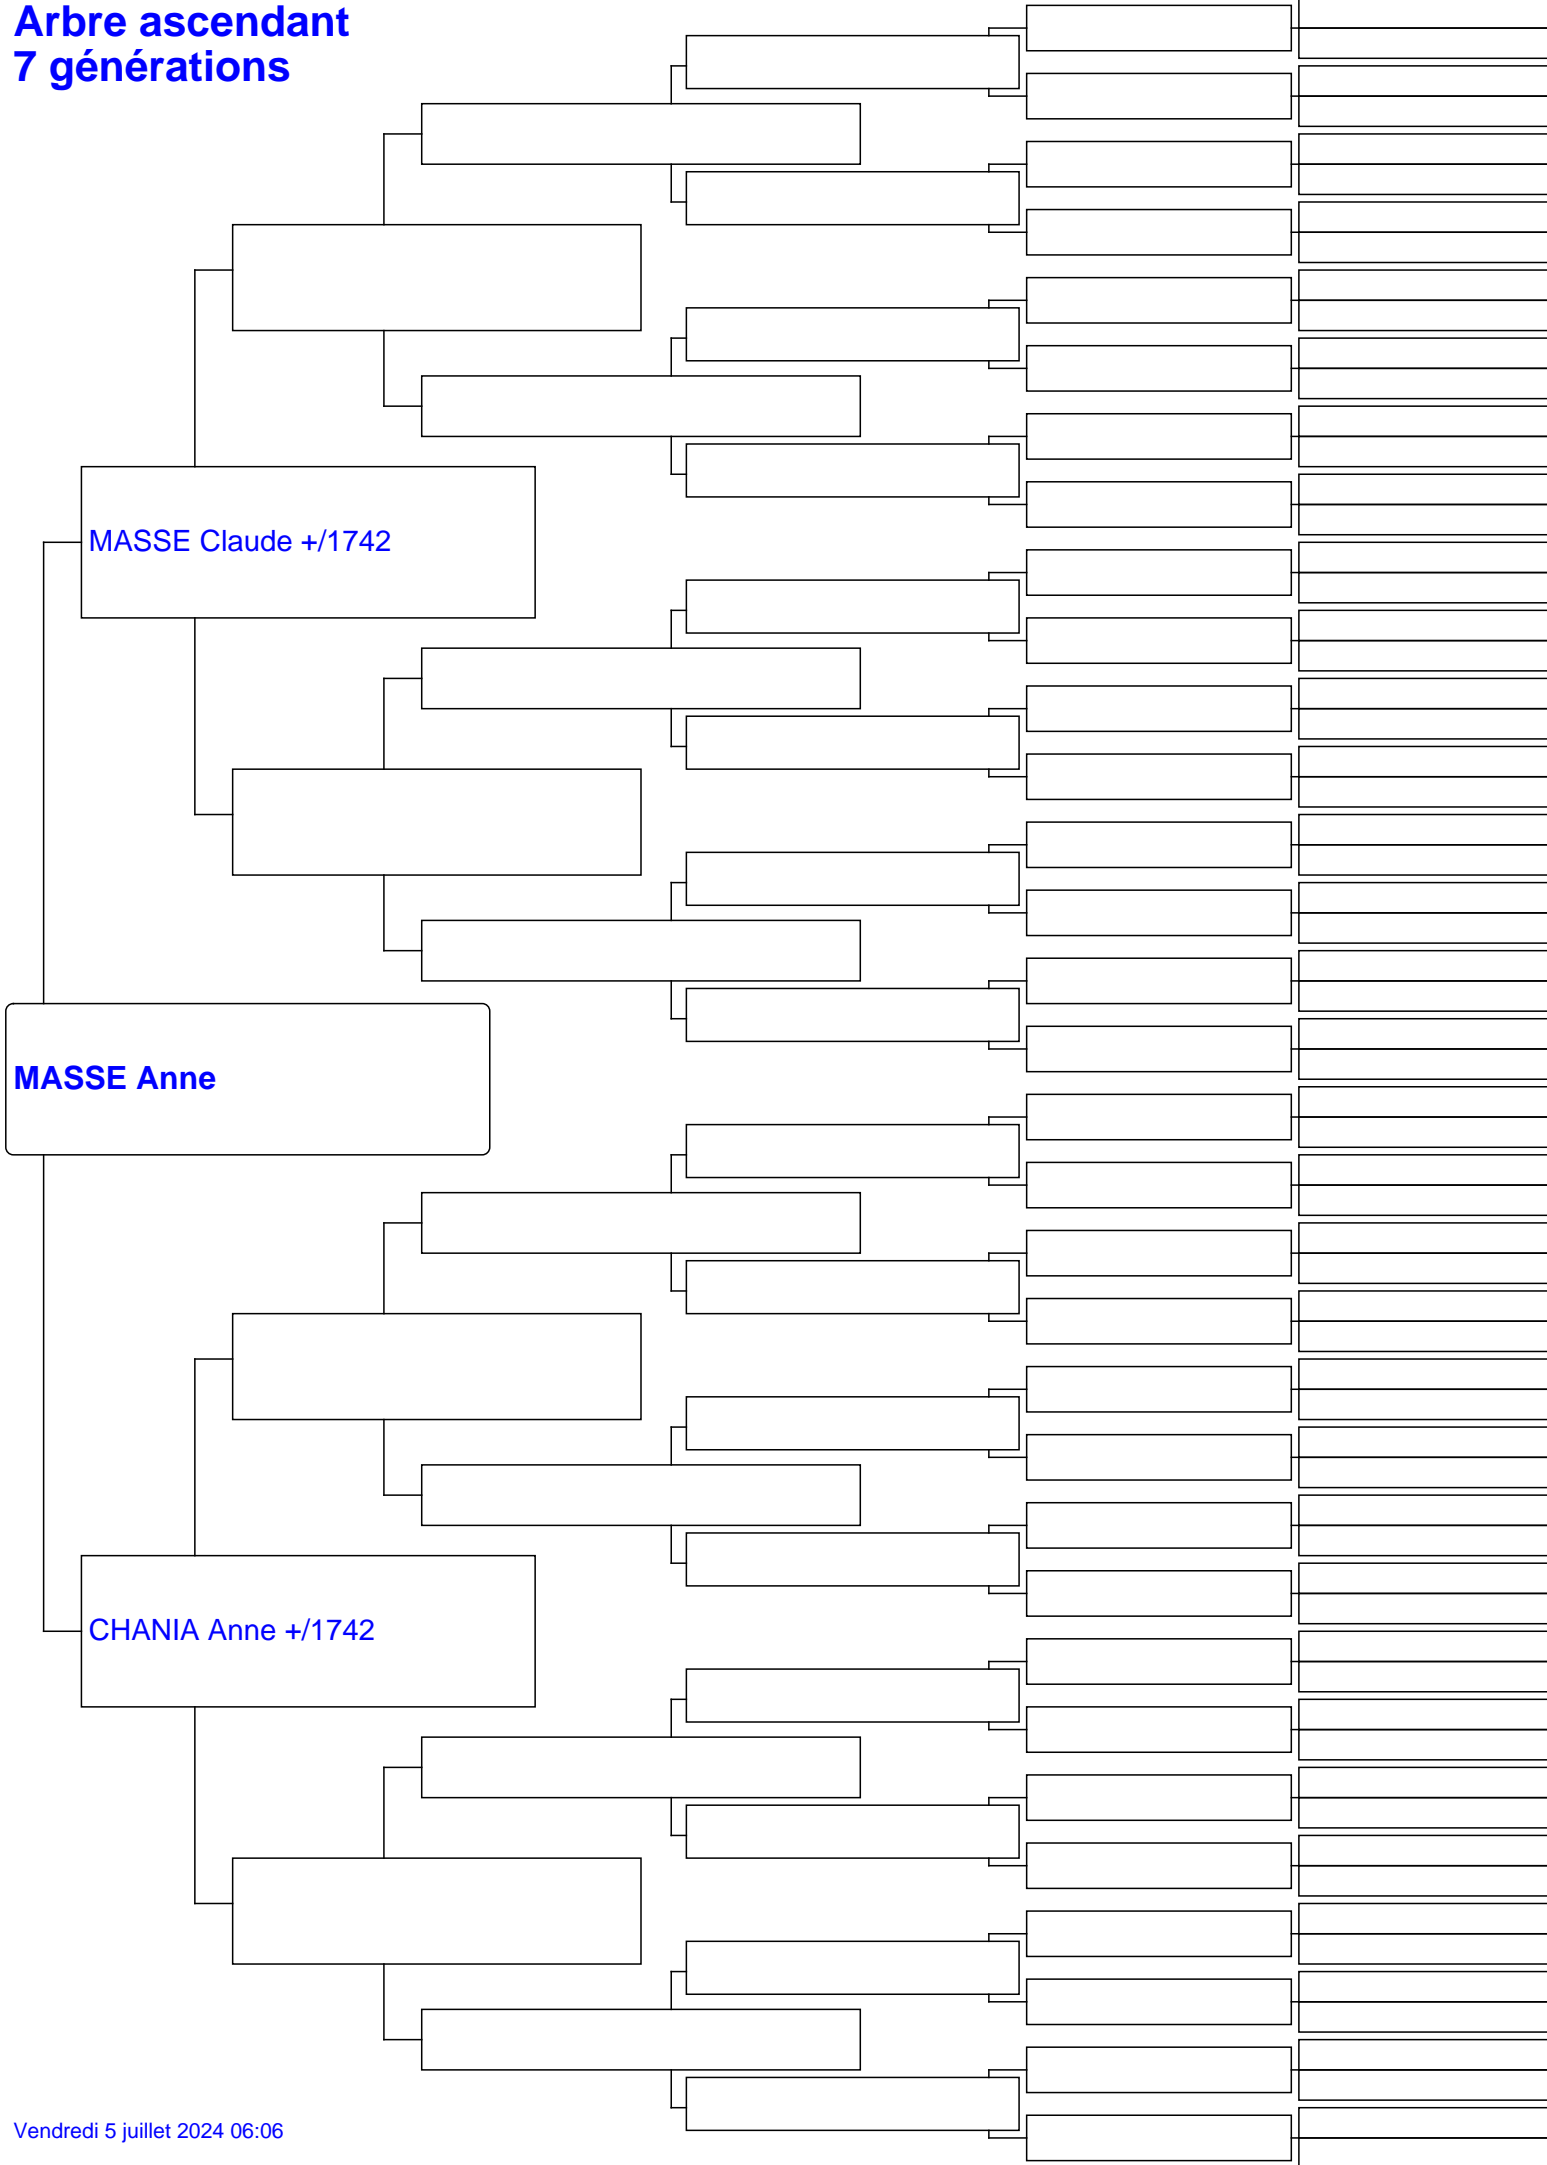 Arbre ascendant
7 générations
MASSE Claude +/1742
MASSE Anne
CHANIA Anne +/1742
Vendredi 5 juillet 2024 06:06